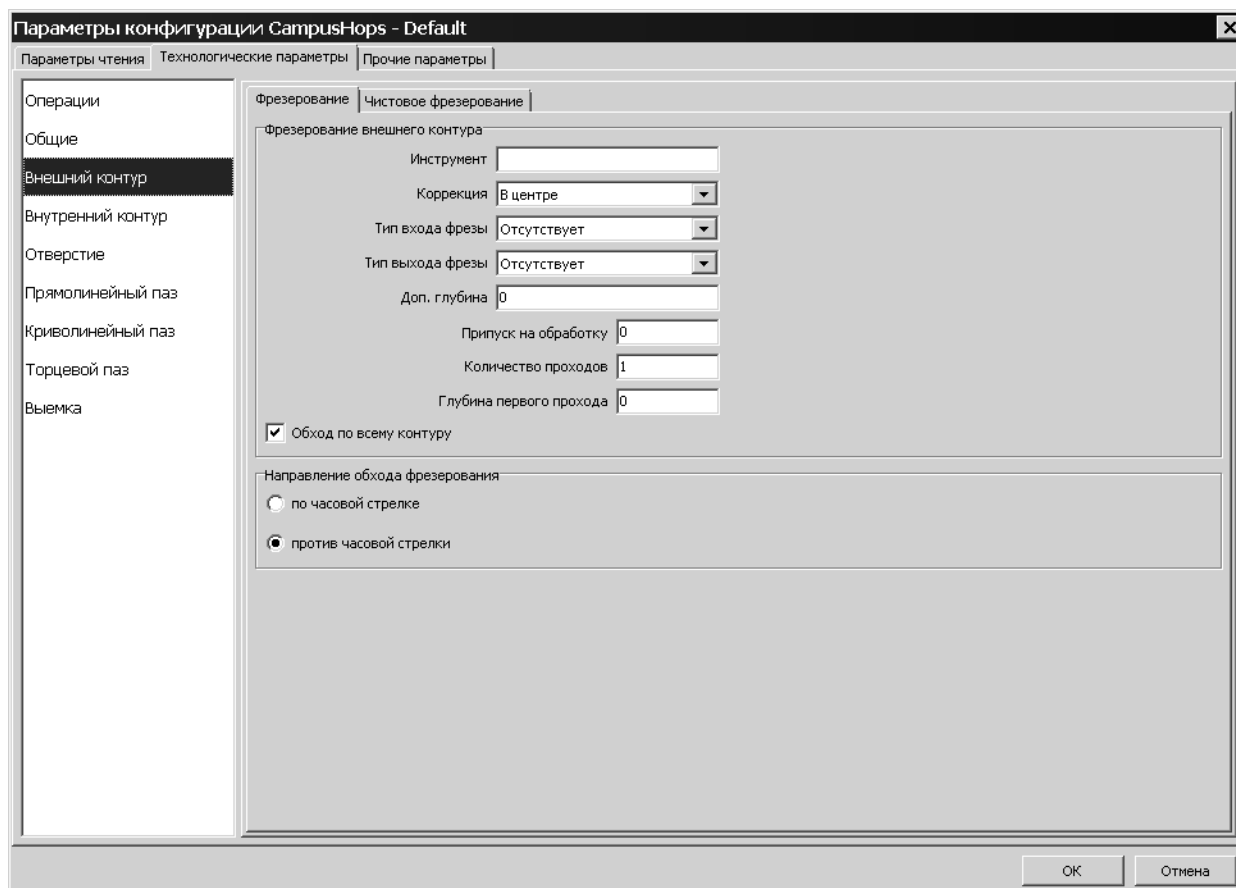 Параметры конфигурации CampusHops - Default
Параметры чтения Технологические параметры Прочие параметры
Операции
Общие
Внешний контур
Внутренний контур
Отверстие
Прямолинейный паз
Криволинейный паз
Торцевой паз
Выемка
Фрезерование Чистовое фрезерование
Фрезерование внешнего контура
Инструмент
Коррекция В центре
Тип входа фрезы Отсутствует
Тип выхода фрезы Отсутствует
Доп. глубина 0
Припуск на обработку 0
Количество проходов 1
Глубина первого прохода 0
Обход по всему контуру
Направление обхода фрезерования
по часовой стрелке
против часовой стрелки
ОК Отмена